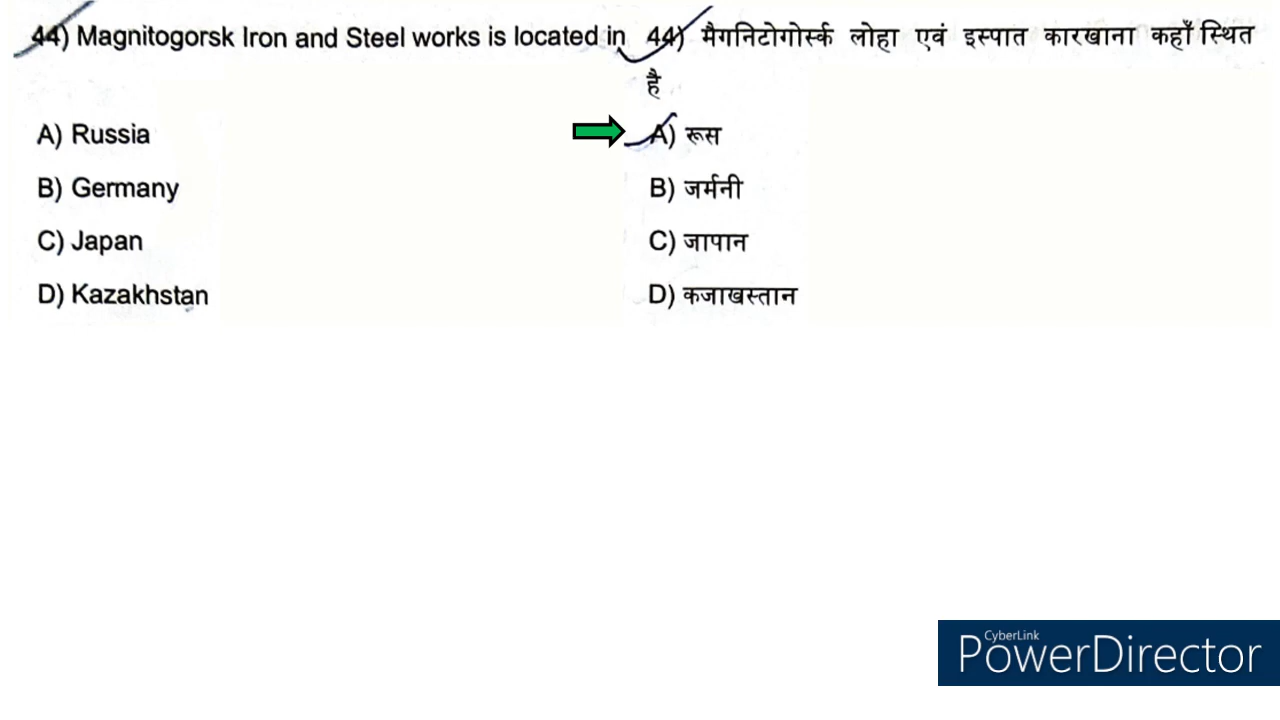 44) Magnitogorsk Iron and Steel works is located in
A) Russia
B) Germany
C) Japan
D) Kazakhstan
44) मैगनिटोगोर्स्क लोहा एवं इस्पात कारखाना कहाँ स्थित
है
A) रूस
B) जर्मनी
C) जापान
D) कजाखस्तान
CyberLink
PowerDirector